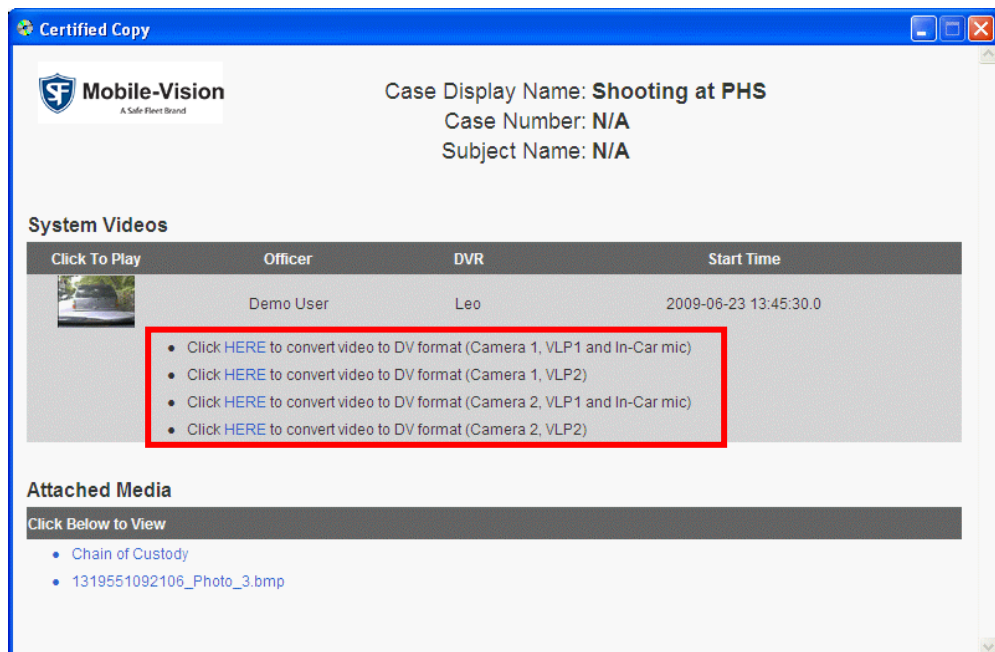 Certified Copy
SF Mobile-Vision
A Safe Fleet Brand
Case Display Name: Shooting at PHS
Case Number: N/A
Subject Name: N/A
System Videos
Click To Play Officer DVR Start Time
Demo User Leo 2009-06-23 13:45:30.0
• Click HERE to convert video to DV format (Camera 1, VLP1 and In-Car mic)
• Click HERE to convert video to DV format (Camera 1, VLP2)
• Click HERE to convert video to DV format (Camera 2, VLP1 and In-Car mic)
• Click HERE to convert video to DV format (Camera 2, VLP2)
Attached Media
Click Below to View
• Chain of Custody
• 1319551092106_Photo_3.bmp